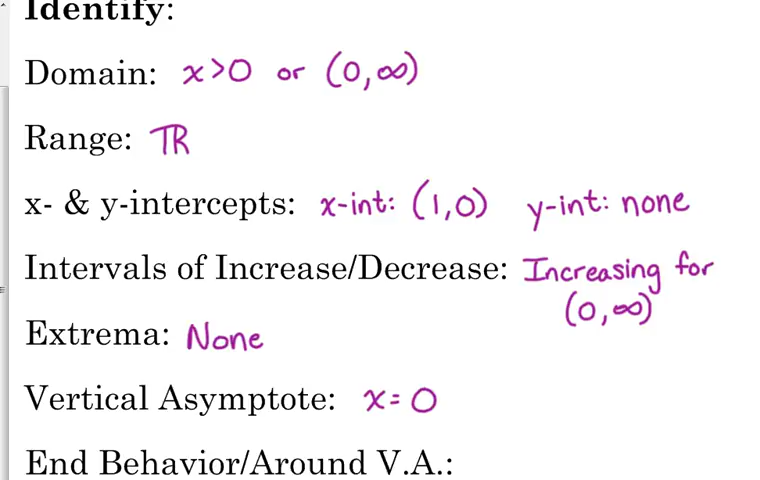 Identify:
Domain: x>0 or (0,∞)
Range: ℝ
x- & y-intercepts: x-int: (1,0) y-int: none
Intervals of Increase/Decrease: Increasing for
(0,∞)
Extrema: None
Vertical Asymptote: x=0
End Behavior/Around V.A.: